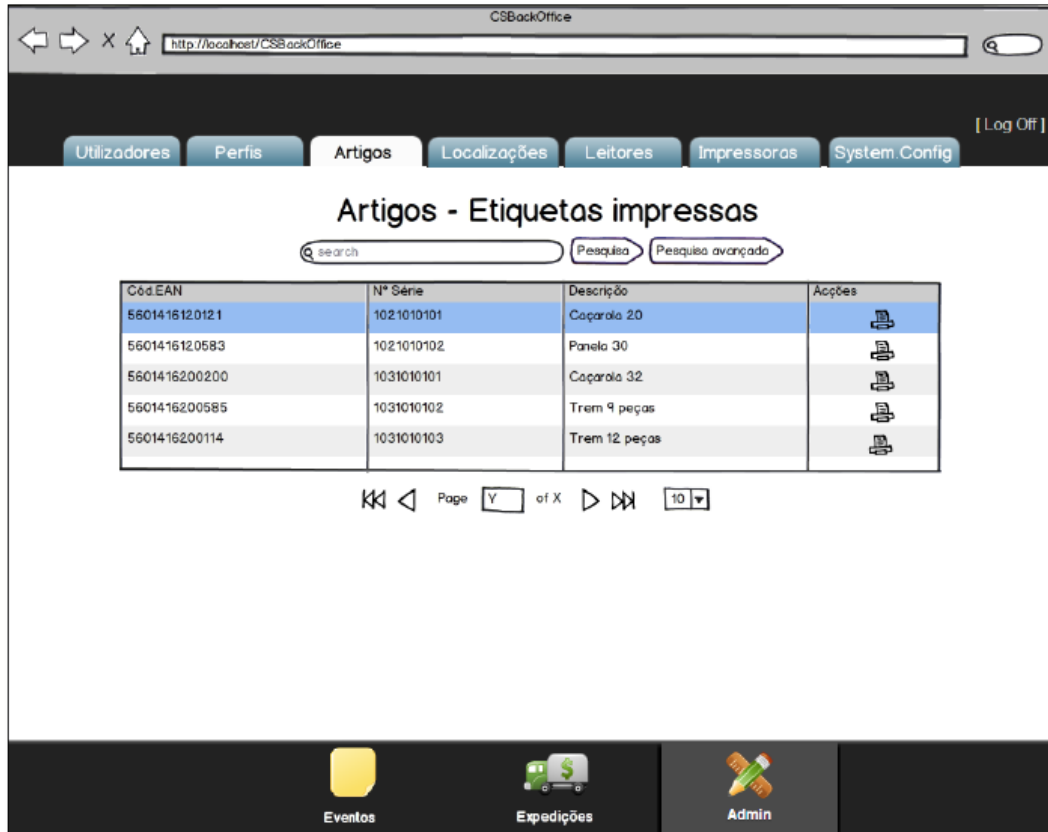 CSBackOffice
http://localhost/CSBackOffice
[ Log Off ]
Utilizadores Perfis Artigos Localizações Leitores Impressoras System.Config
Artigos - Etiquetas impressas
search Pesquisa Pesquisa avançada
Cód.EAN Nº Série Descrição Acções
5601416120121 1021010101 Caçarola 20
5601416120583 1021010102 Panela 30
5601416200200 1031010101 Caçarola 32
5601416200585 1031010102 Trem 9 peças
5601416200114 1031010103 Trem 12 peças
Page Y of X 10
Eventos Expedições Admin